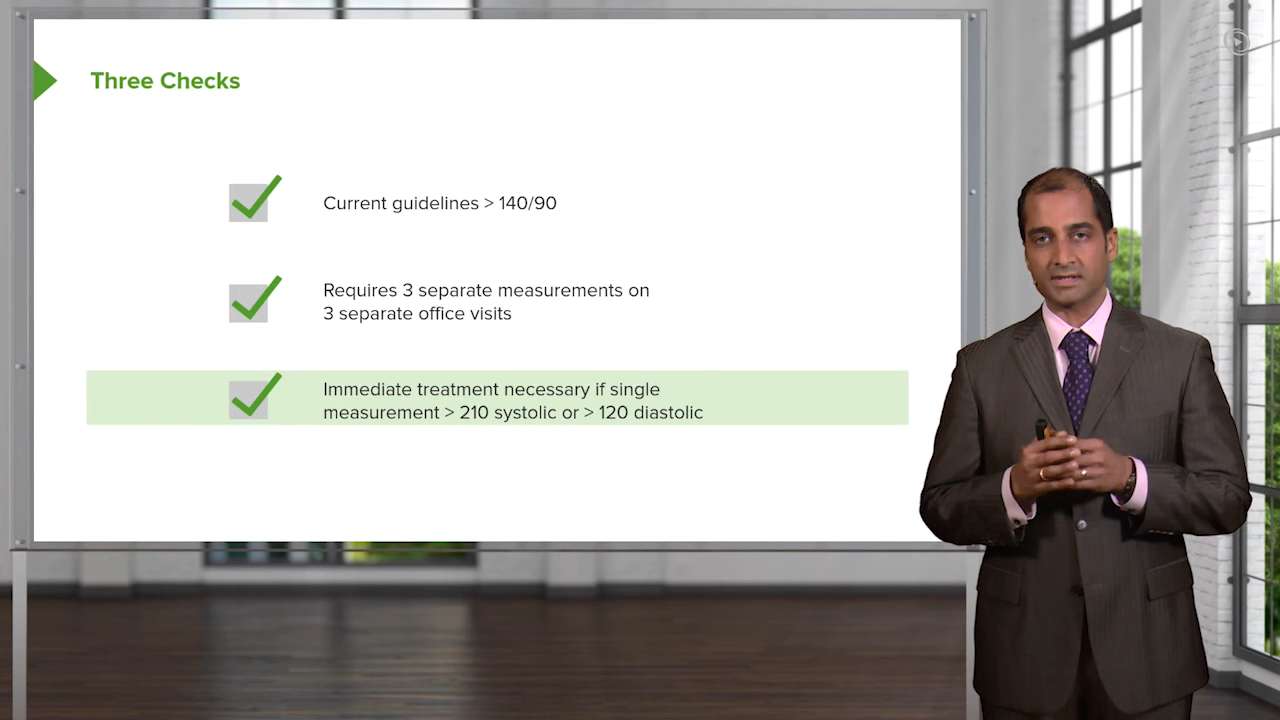 Three Checks
Current guidelines > 140/90
Requires 3 separate measurements on
3 separate office visits
Immediate treatment necessary if single
measurement > 210 systolic or > 120 diastolic